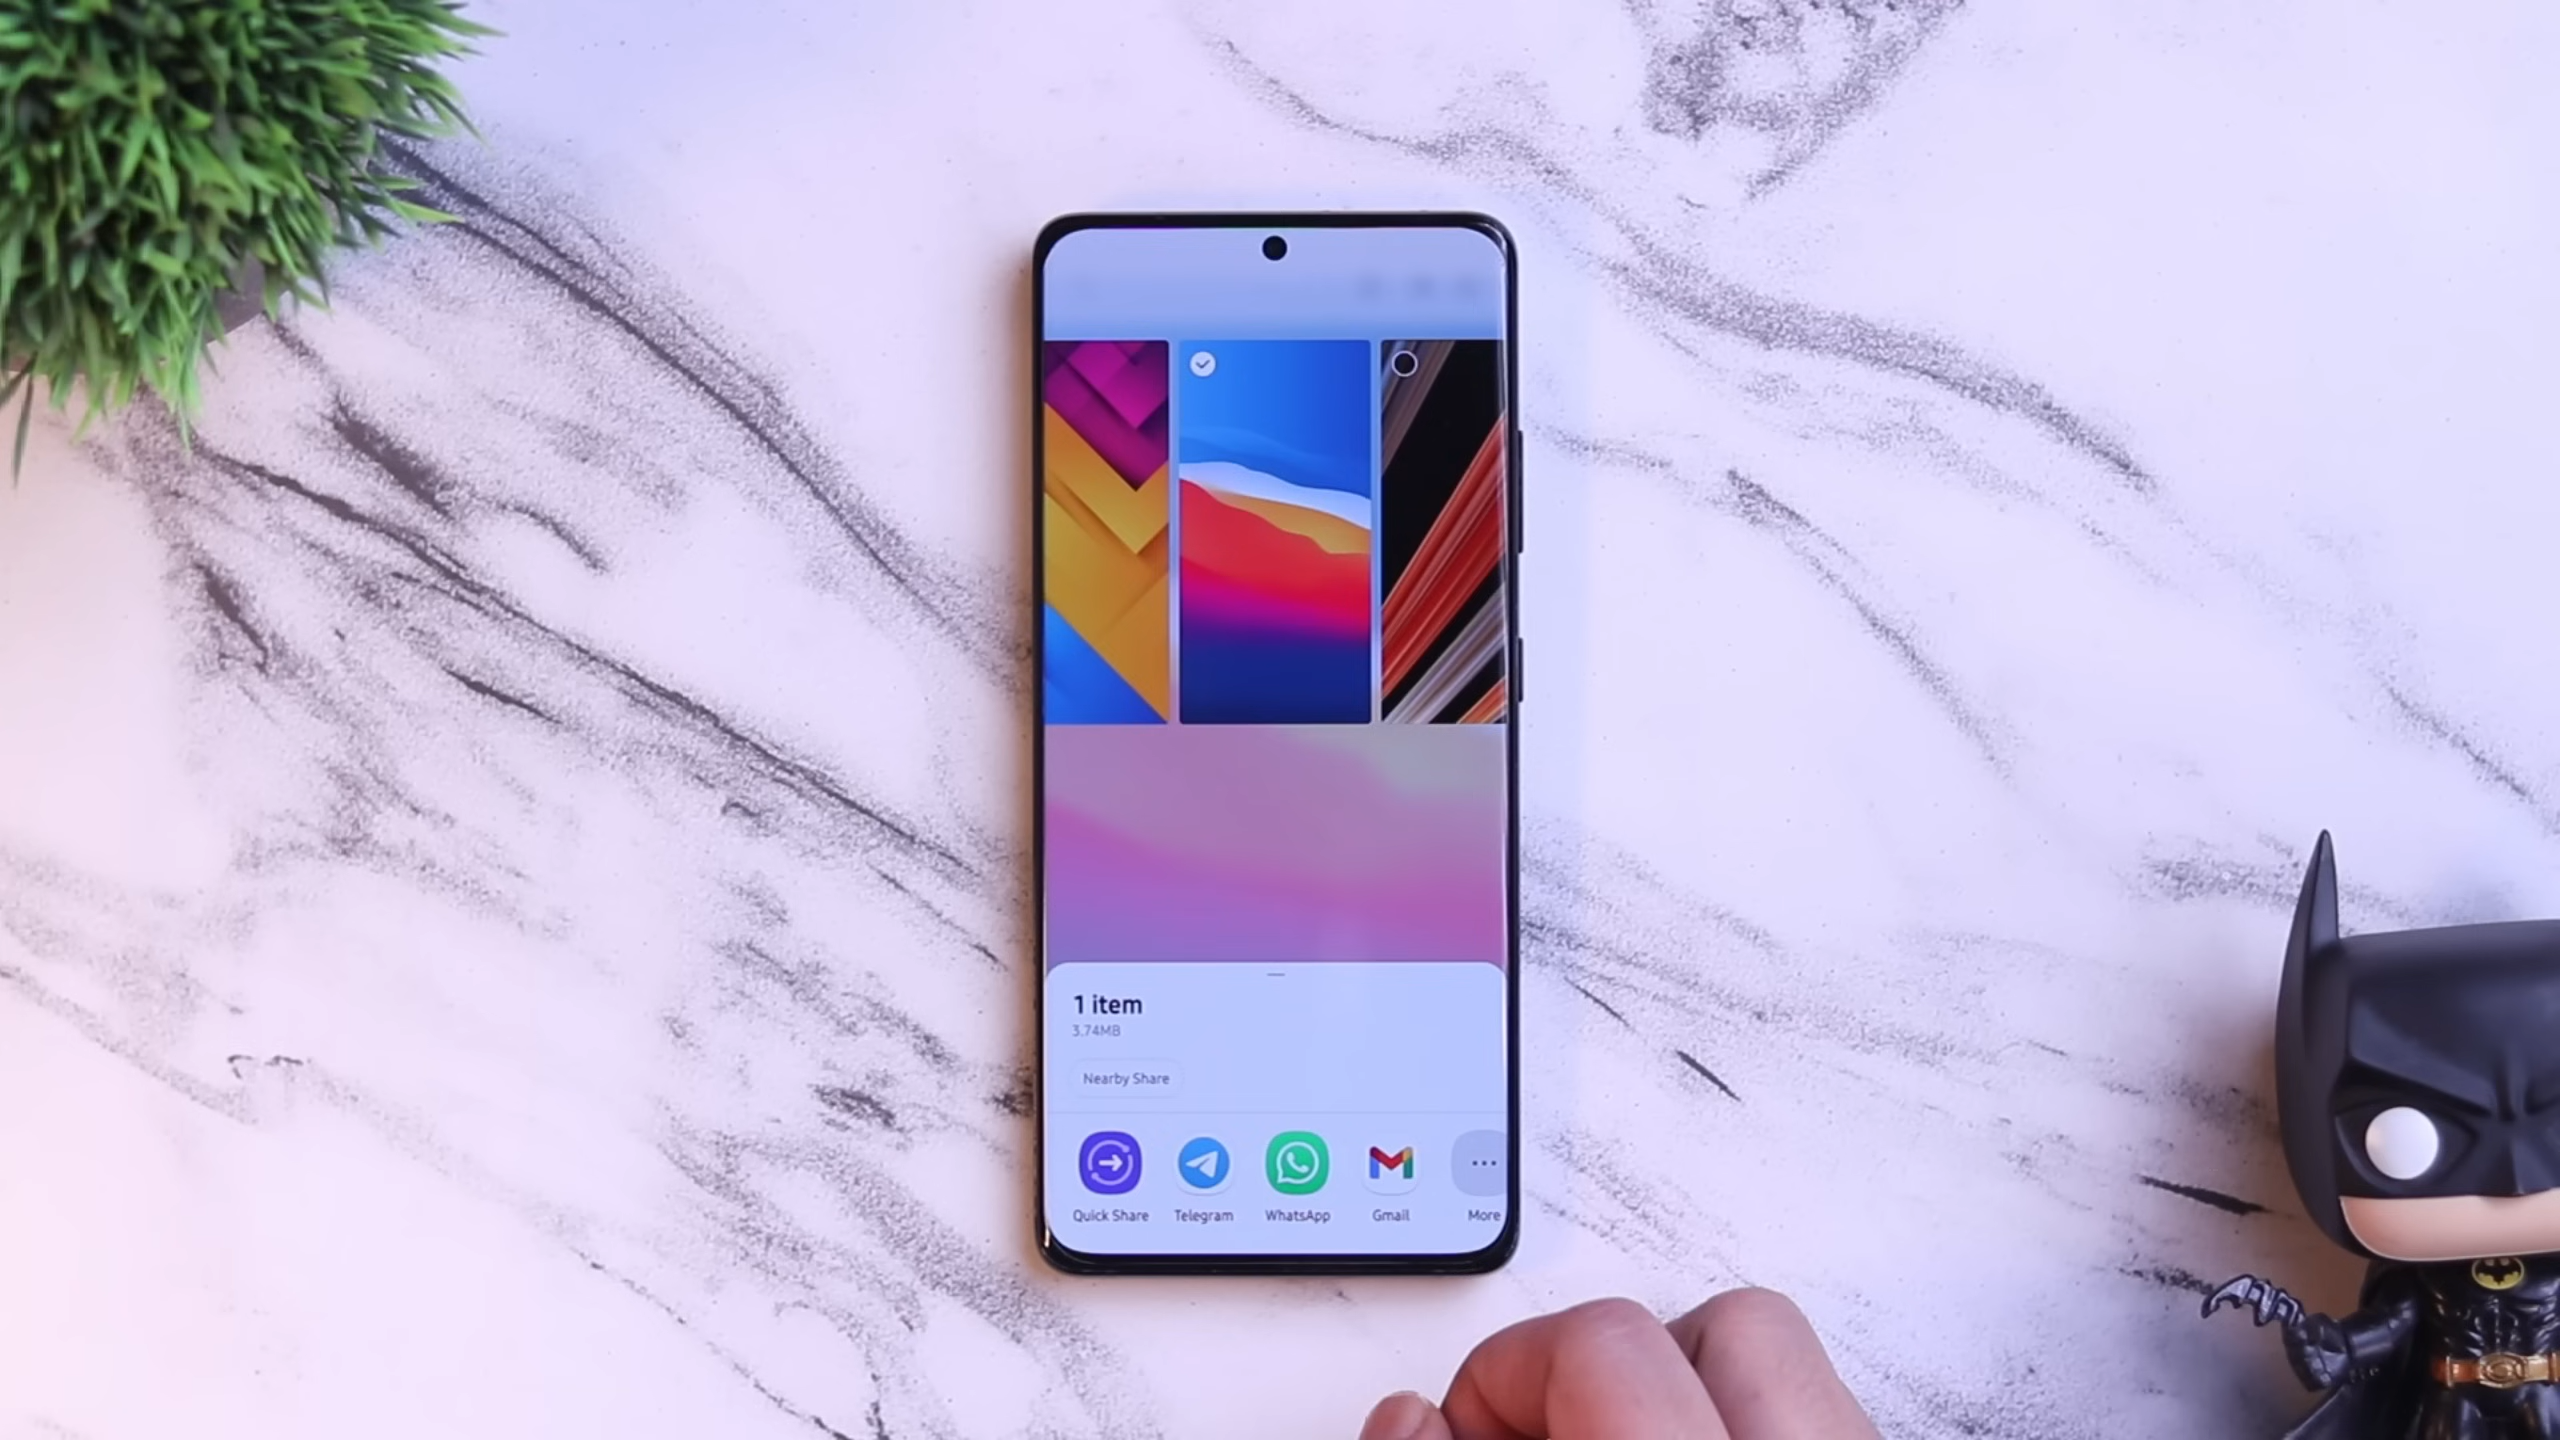 1 item
3.74MB
Nearby Share
Quick Share
Telegram
WhatsApp
Gmail
More